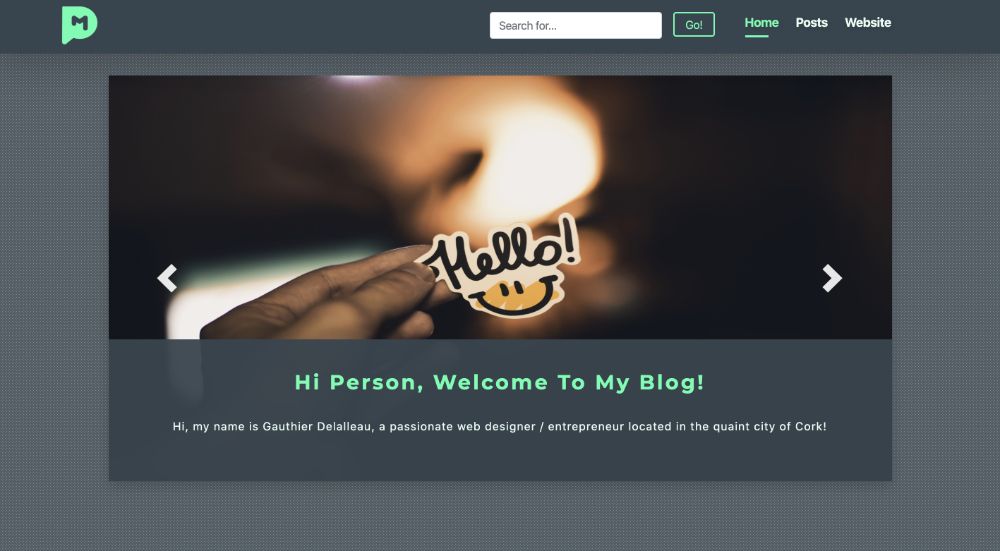 M
Search for...
Go!
Home
Posts
Website
Hello!
Hi Person, Welcome To My Blog!
Hi, my name is Gauthier Delalleau, a passionate web designer / entrepreneur located in the quaint city of Cork!